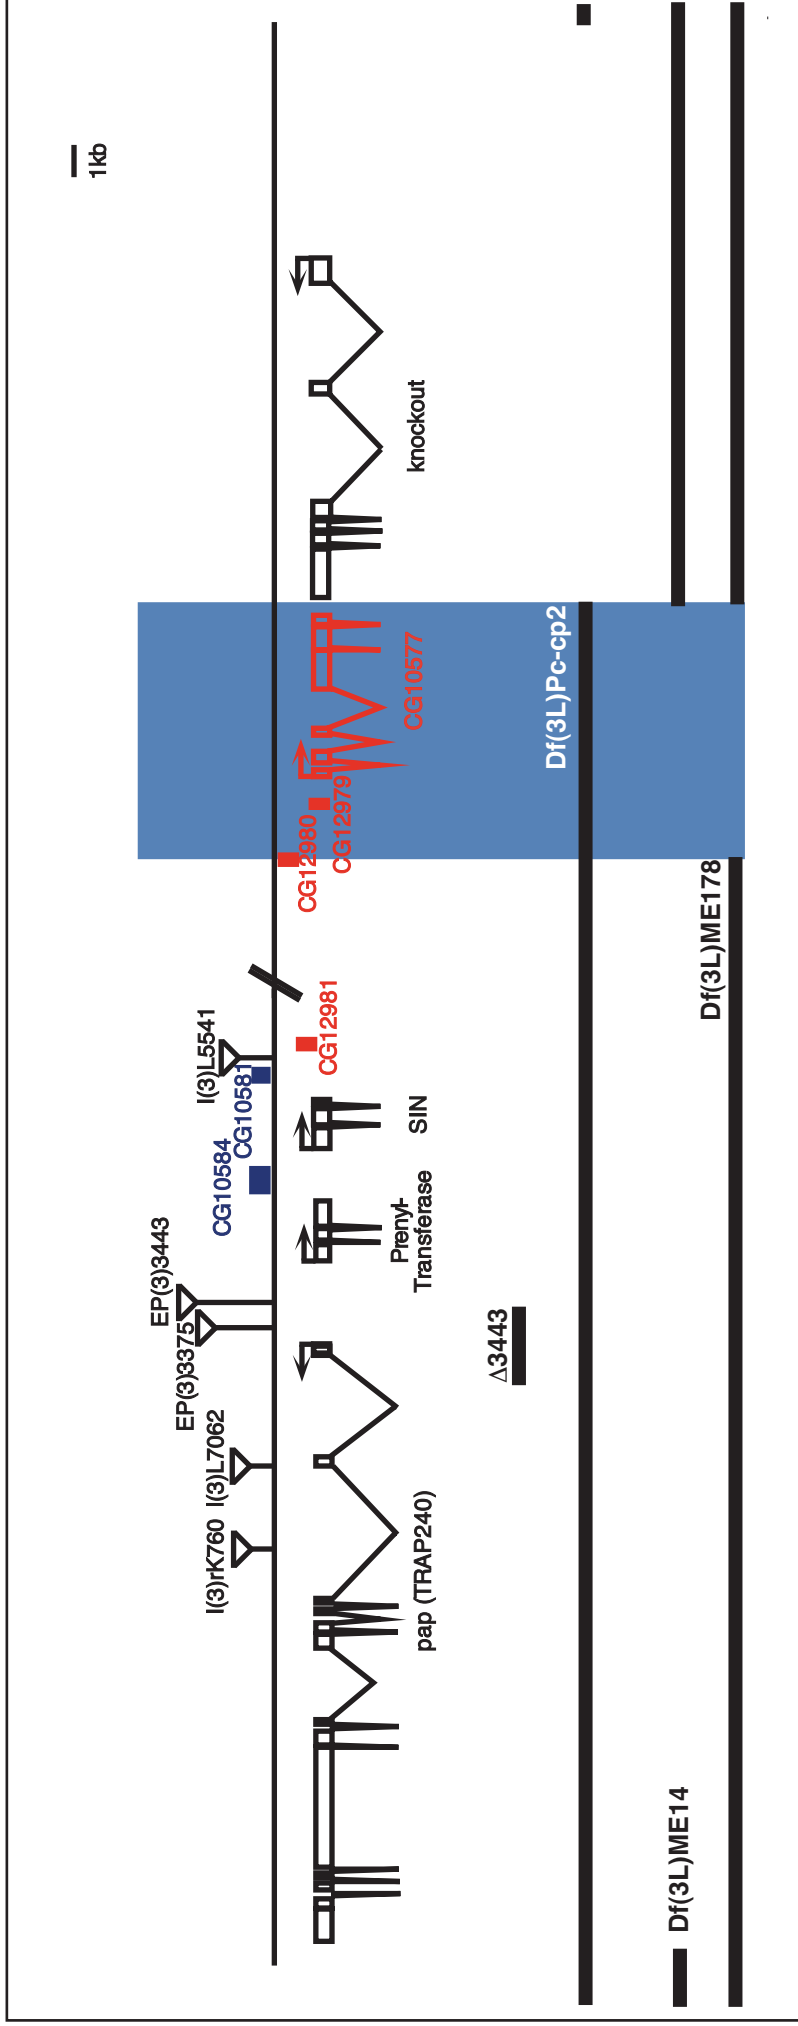 EP(3)3443
EP(3)3375
l(3)L5541
l(3)rK760
l(3)L7062
CG10584
CG10581
1kb
CG12980
CG12979
CG12981
CG10577
pap (TRAP240)
Prenyl-
Transferase
SIN
knockout
Δ3443
Df(3L)Pc-cp2
Df(3L)ME14
Df(3L)ME178